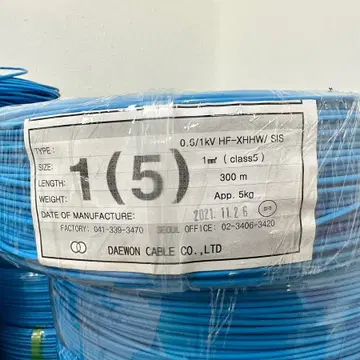 TYPE: 0.6/1kV HF-XHHW/ SIS
SIZE: 1㎟ (class5)
1(5)
LENGTH: 300 m
WEIGHT: App. 5kg
DATE OF MANUFACTURE: 2021. 11. 26
FACTORY: 041-339-3470 SEOUL OFFICE: 02-3406-3420
DAEWON CABLE CO.,LTD